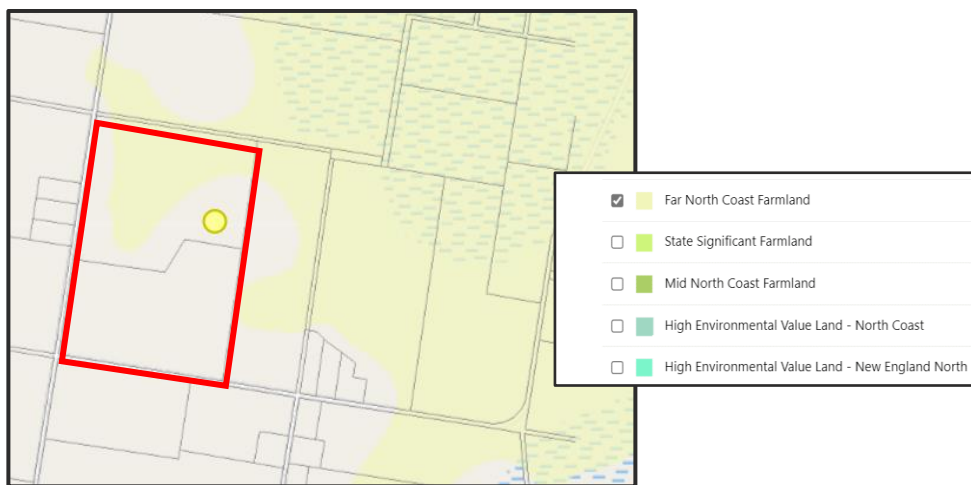 Far North Coast Farmland
State Significant Farmland
Mid North Coast Farmland
High Environmental Value Land - North Coast
High Environmental Value Land - New England North